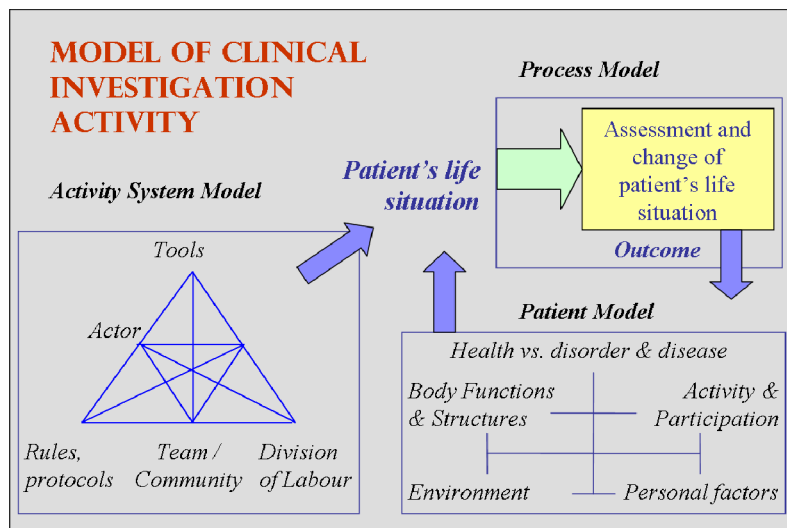 MODEL OF CLINICAL
INVESTIGATION
ACTIVITY
Process Model
Assessment and
change of
patient's life
situation
Outcome
Patient's life
situation
Activity System Model
Tools
Actor
Rules,
protocols
Team /
Community
Division
of Labour
Patient Model
Health vs. disorder & disease
Body Functions
& Structures
Activity &
Participation
Environment
Personal factors